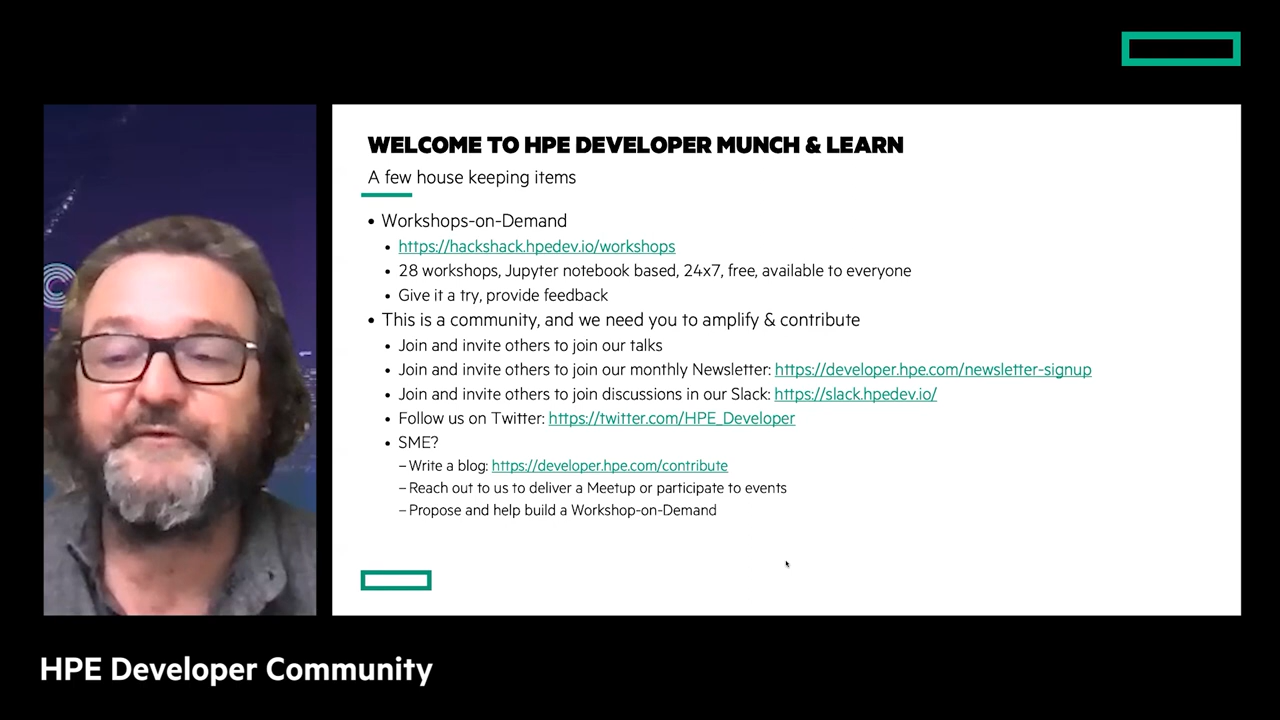 WELCOME TO HPE DEVELOPER MUNCH & LEARN
A few house keeping items
• Workshops-on-Demand
• https://hackshack.hpedev.io/workshops
• 28 workshops, Jupyter notebook based, 24x7, free, available to everyone
• Give it a try, provide feedback
• This is a community, and we need you to amplify & contribute
• Join and invite others to join our talks
• Join and invite others to join our monthly Newsletter: https://developer.hpe.com/newsletter-signup
• Join and invite others to join discussions in our Slack: https://slack.hpedev.io/
• Follow us on Twitter: https://twitter.com/HPE_Developer
• SME?
– Write a blog: https://developer.hpe.com/contribute
– Reach out to us to deliver a Meetup or participate to events
– Propose and help build a Workshop-on-Demand
HPE Developer Community